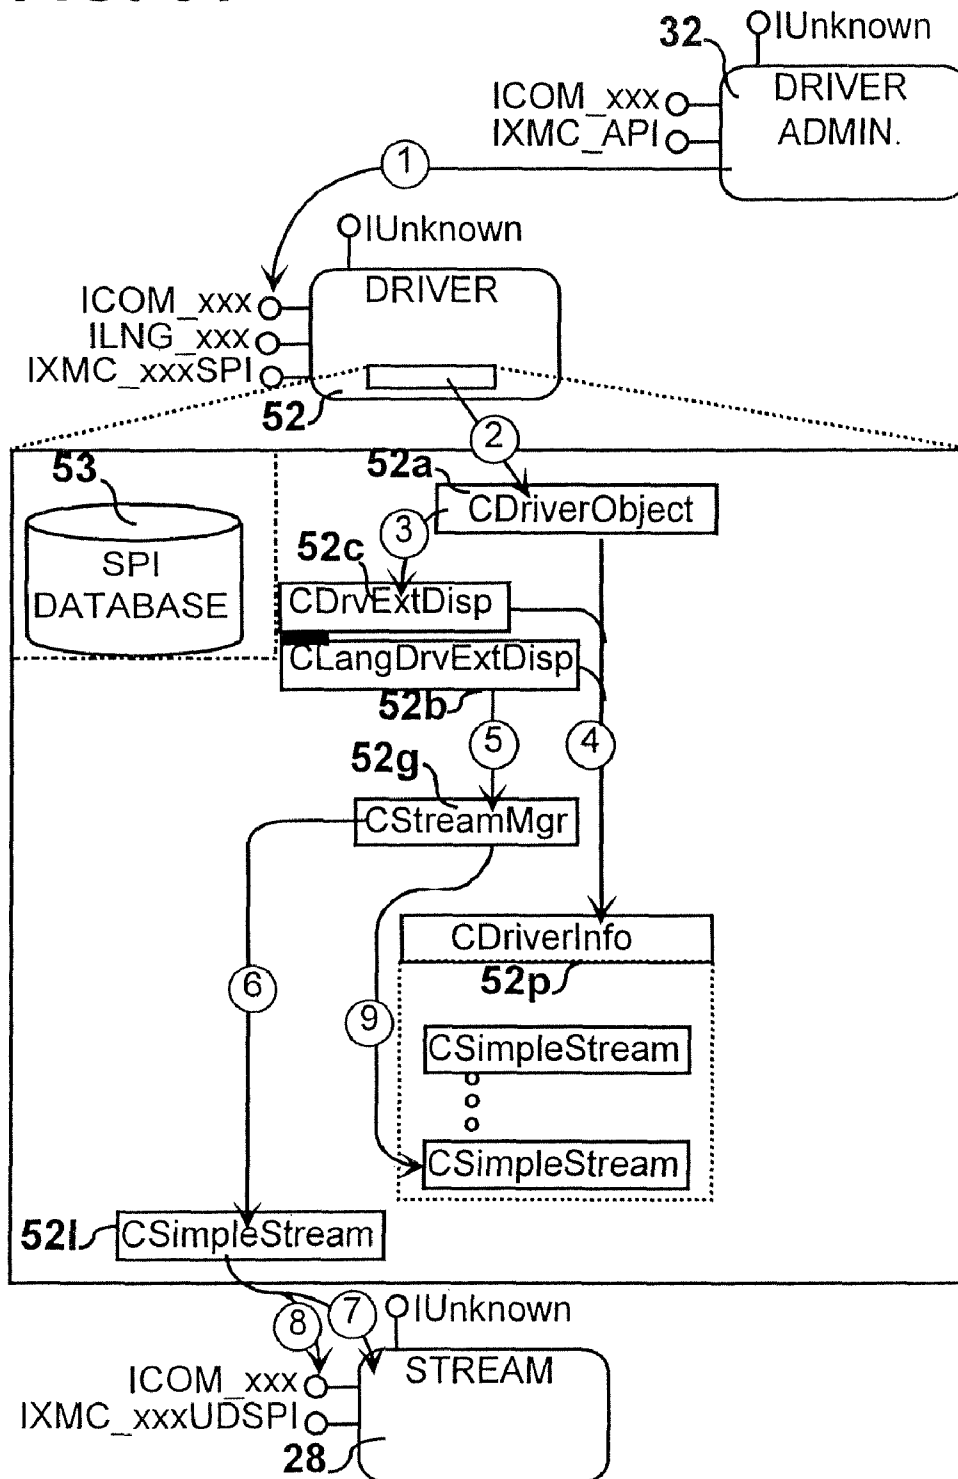 IUnknown
32
DRIVER
ADMIN.
ICOM_xxx
IXMC_API
1
IUnknown
DRIVER
ICOM_xxx
ILNG_xxx
IXMC_xxxSPI
52
2
53
52a
CDriverObject
SPI
DATABASE
3
52c
CDrvExtDisp
CLangDrvExtDisp
52b
5
4
52g
CStreamMgr
CDriverInfo
52p
6
9
CSimpleStream
CSimpleStream
52l
CSimpleStream
8
7
IUnknown
STREAM
ICOM_xxx
IXMC_xxxUDSPI
28